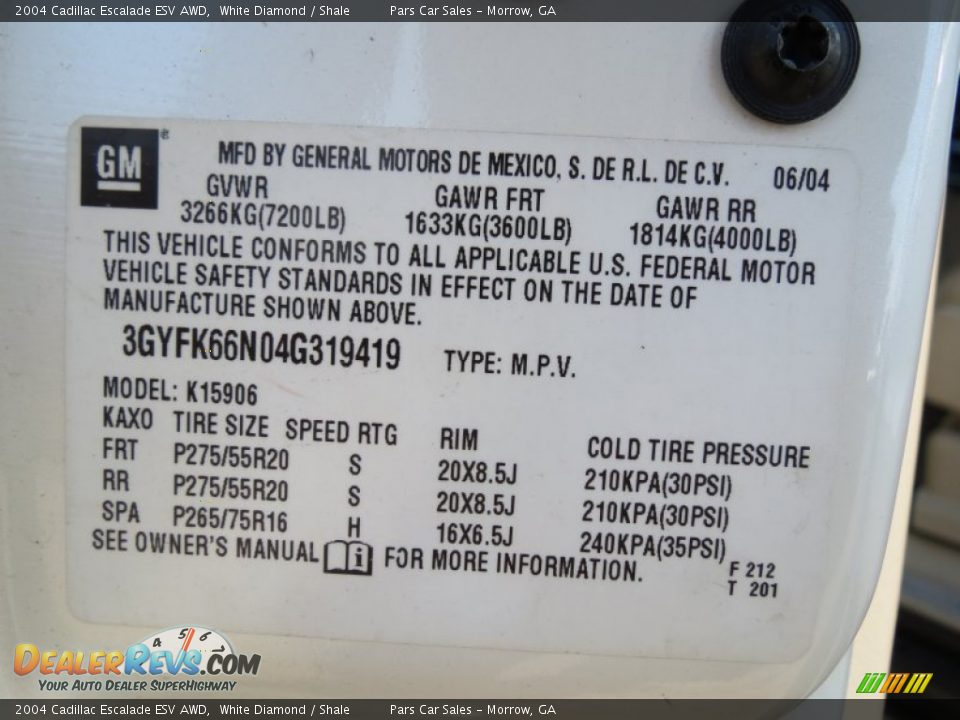 2004 Cadillac Escalade ESV AWD, White Diamond / Shale Pars Car Sales - Morrow, GA
GM
MFD BY GENERAL MOTORS DE MEXICO, S. DE R.L. DE C.V. 06/04
GVWR GAWR FRT GAWR RR
3266KG(7200LB) 1633KG(3600LB) 1814KG(4000LB)
THIS VEHICLE CONFORMS TO ALL APPLICABLE U.S. FEDERAL MOTOR
VEHICLE SAFETY STANDARDS IN EFFECT ON THE DATE OF
MANUFACTURE SHOWN ABOVE.
3GYFK66N04G319419 TYPE: M.P.V.
MODEL: K15906
KAXO TIRE SIZE SPEED RTG RIM COLD TIRE PRESSURE
FRT P275/55R20 S 20X8.5J 210KPA(30PSI)
RR P275/55R20 S 20X8.5J 210KPA(30PSI)
SPA P265/75R16 H 16X6.5J 240KPA(35PSI)
SEE OWNER'S MANUAL i FOR MORE INFORMATION.
F 212
T 201
4 5 6
DEALERREVS.COM
YOUR AUTO DEALER SUPERHIGHWAY
2004 Cadillac Escalade ESV AWD, White Diamond / Shale Pars Car Sales - Morrow, GA